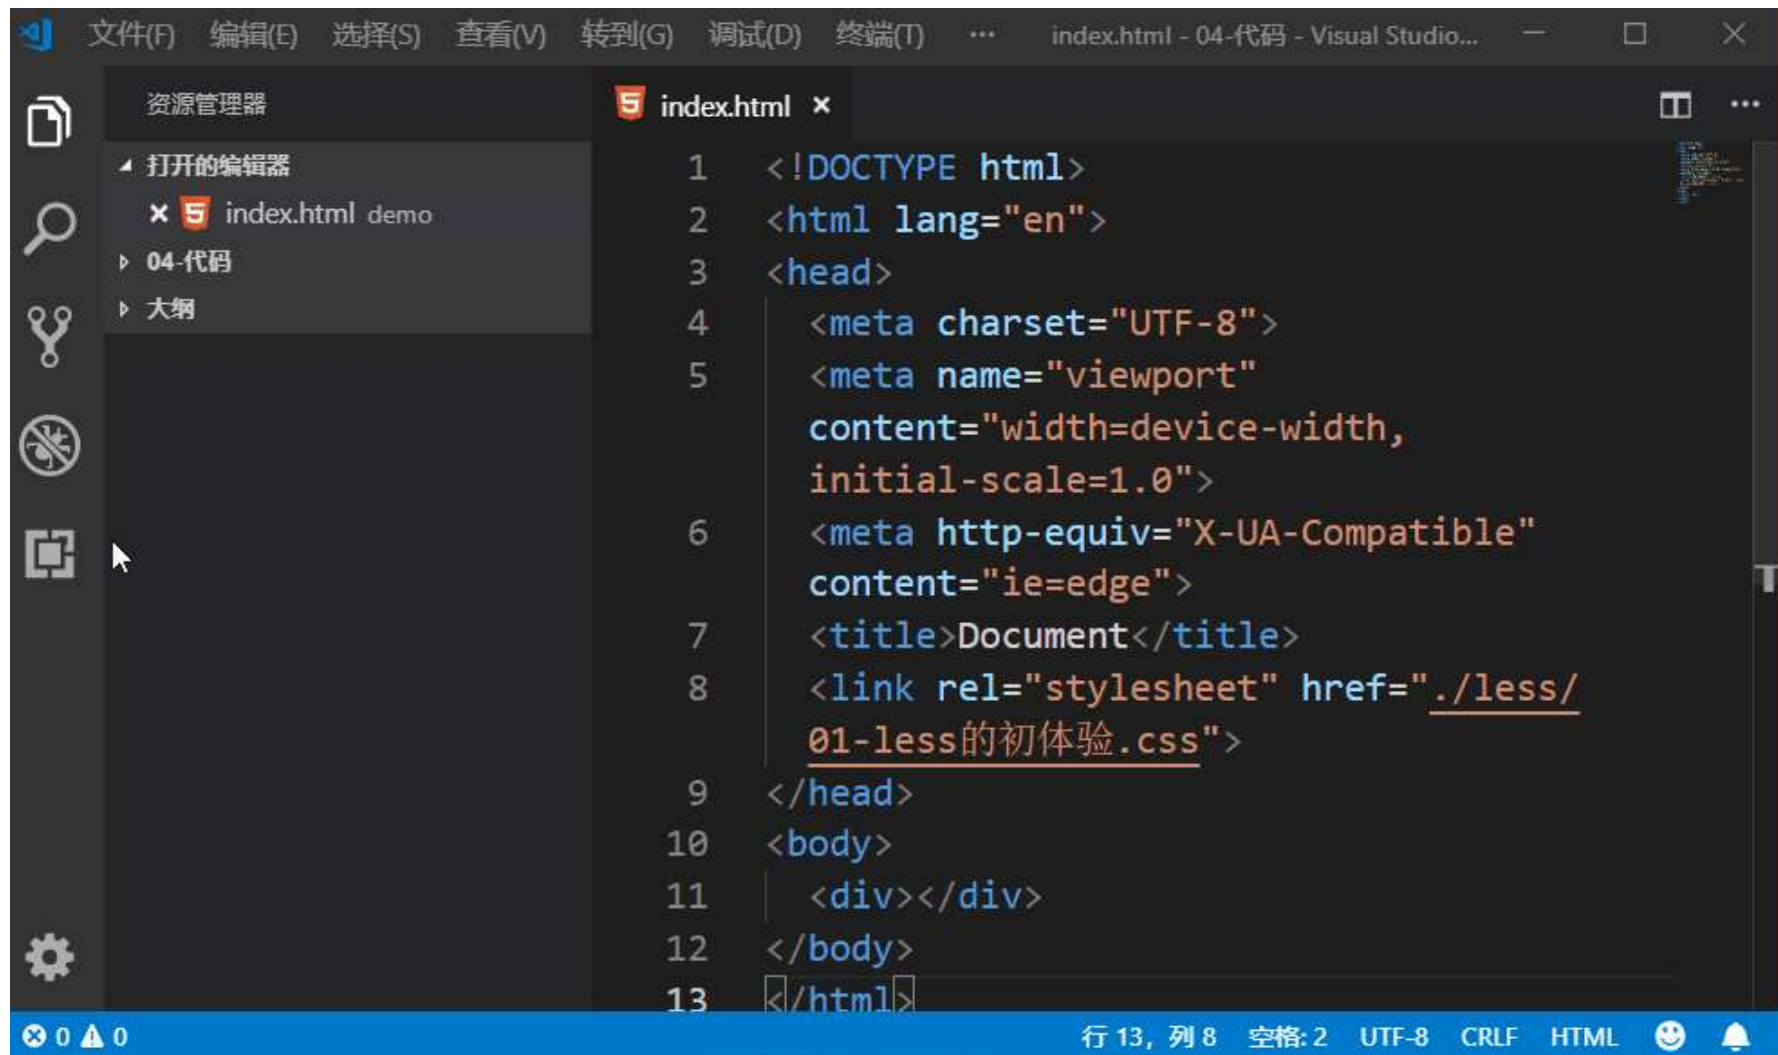 文件(F) 编辑(E) 选择(S) 查看(V) 转到(G) 调试(D) 终端(T) ··· index.html - 04-代码 - Visual Studio...
资源管理器
打开的编辑器
index.html demo
04-代码
大纲
index.html
1 <!DOCTYPE html>
2 <html lang="en">
3 <head>
4 <meta charset="UTF-8">
5 <meta name="viewport"
content="width=device-width,
initial-scale=1.0">
6 <meta http-equiv="X-UA-Compatible"
content="ie=edge">
7 <title>Document</title>
8 <link rel="stylesheet" href="./less/
01-less的初体验.css">
9 </head>
10 <body>
11 <div></div>
12 </body>
13 </html>
0 0 行 13，列 8 空格: 2 UTF-8 CRLF HTML